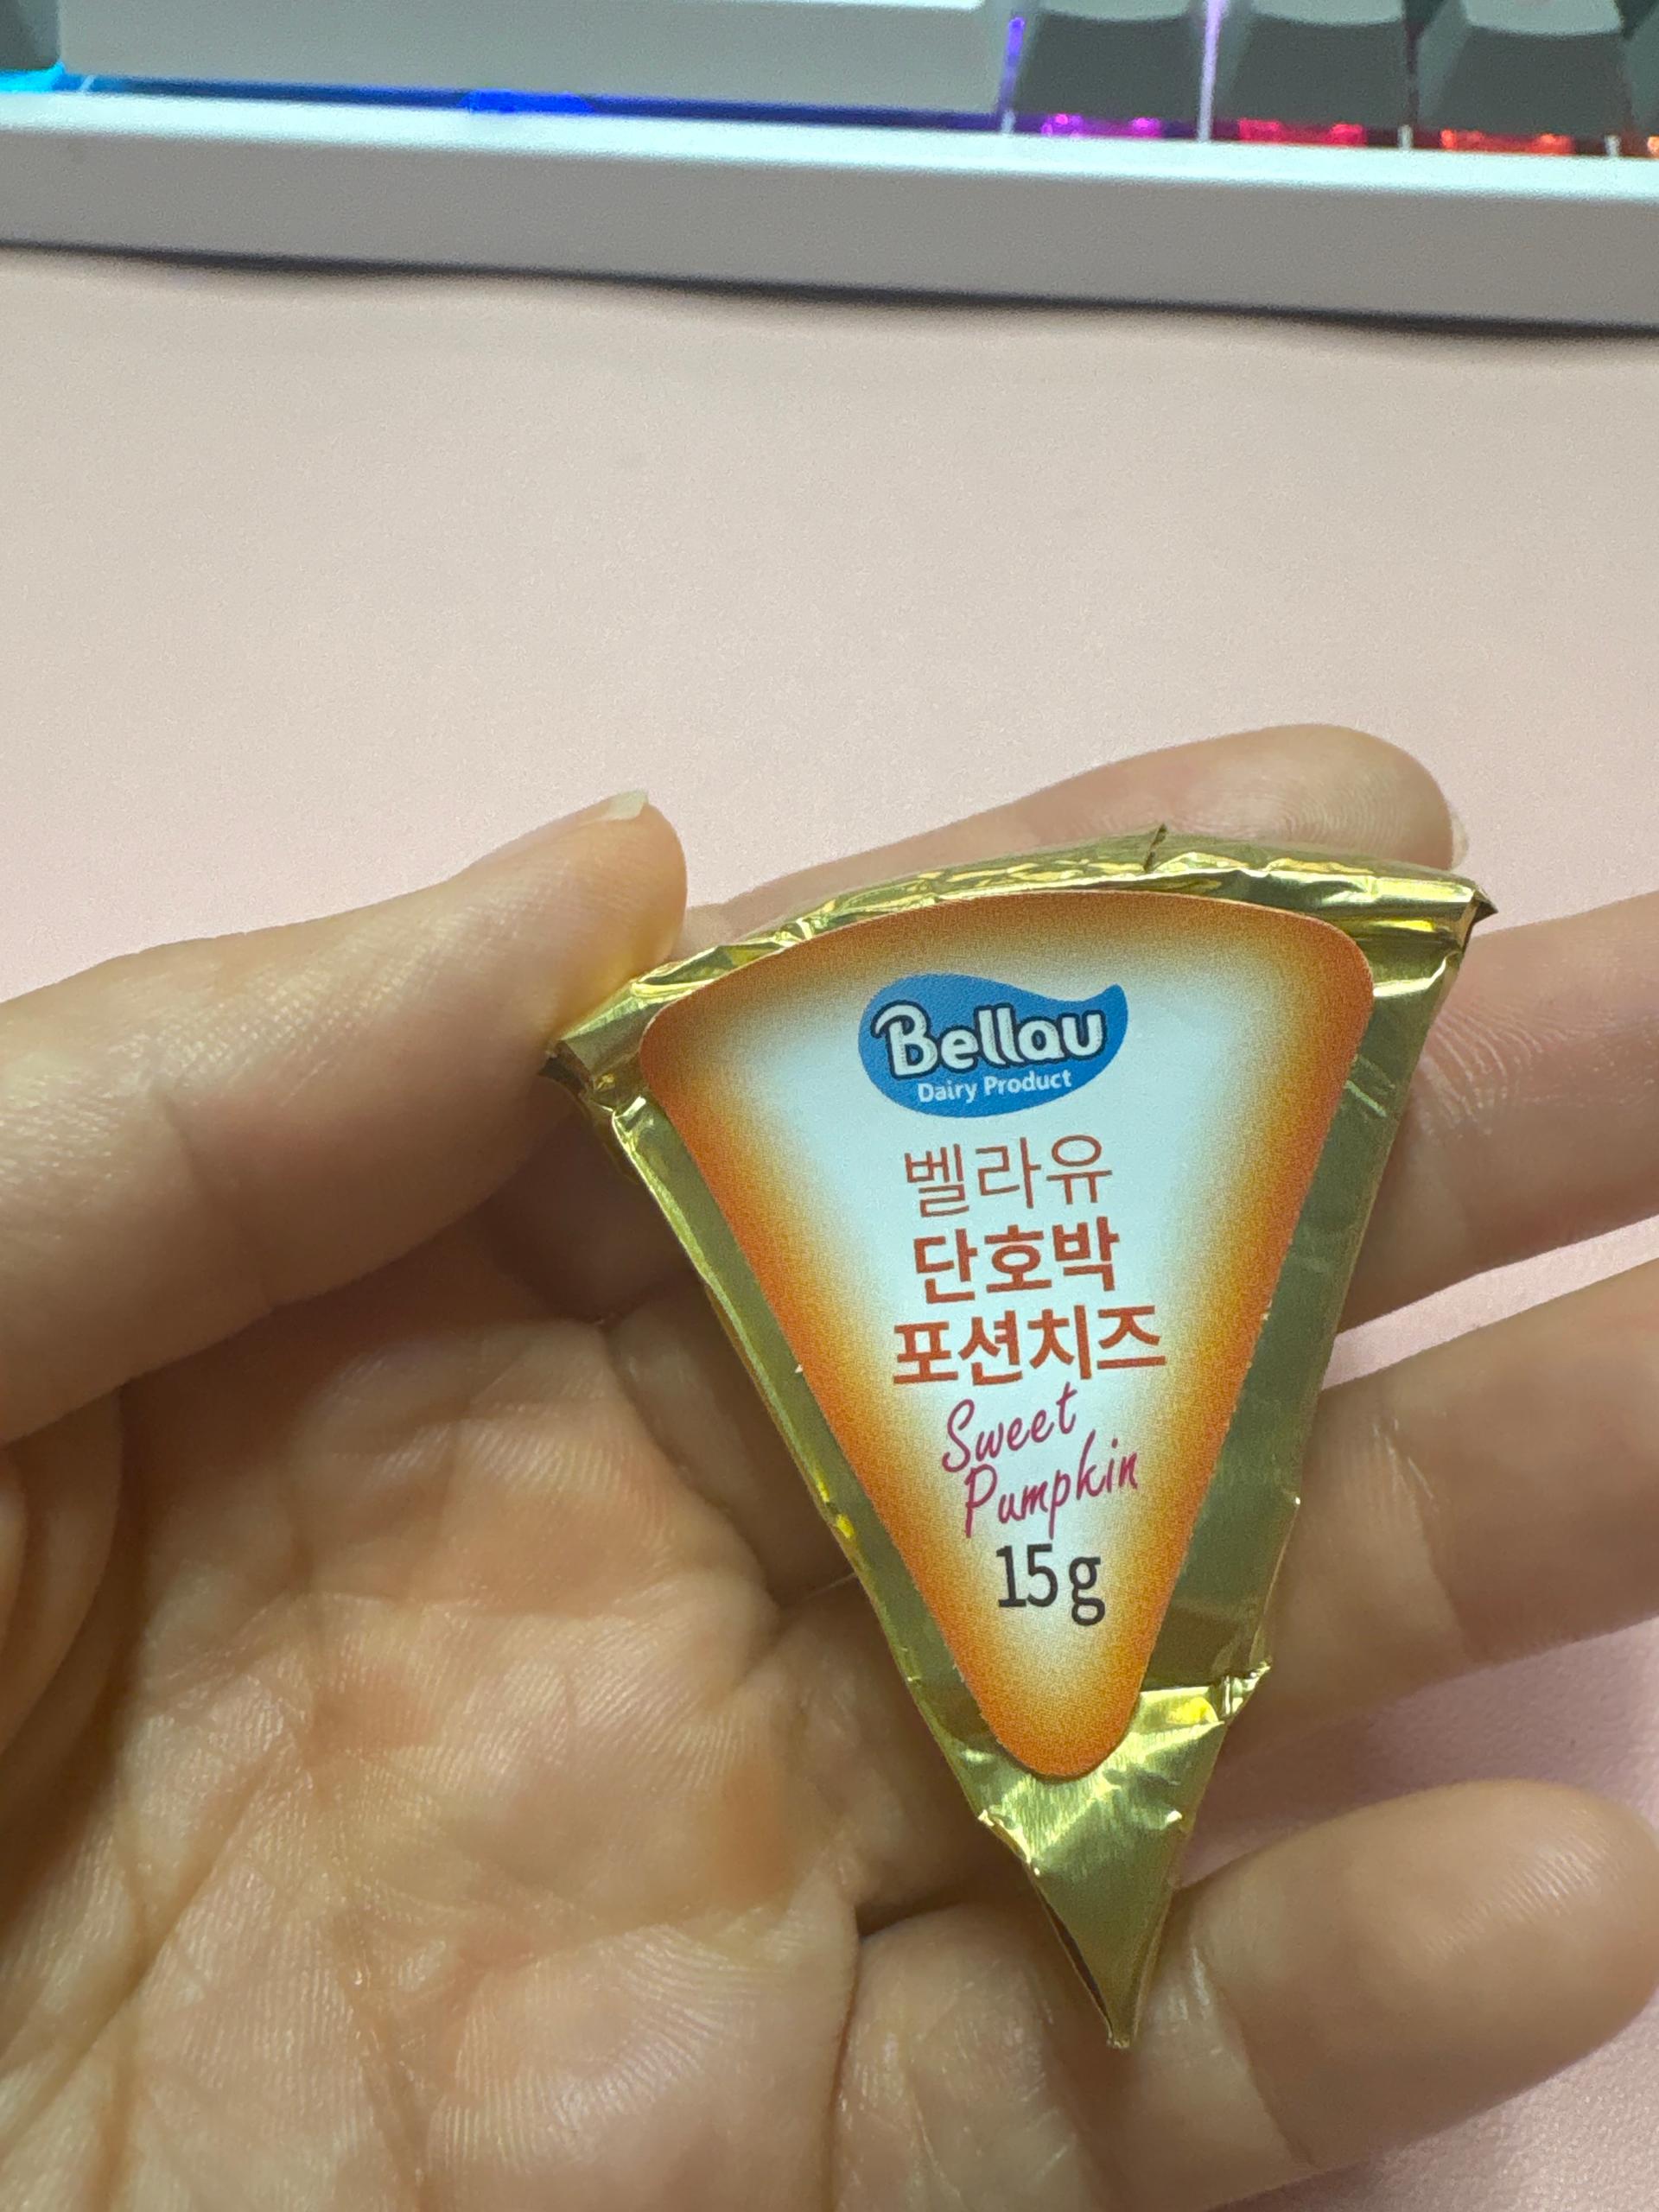 Bellau
Dairy Product
벨라유
단호박
포션치즈
Sweet
Pumpkin
15g